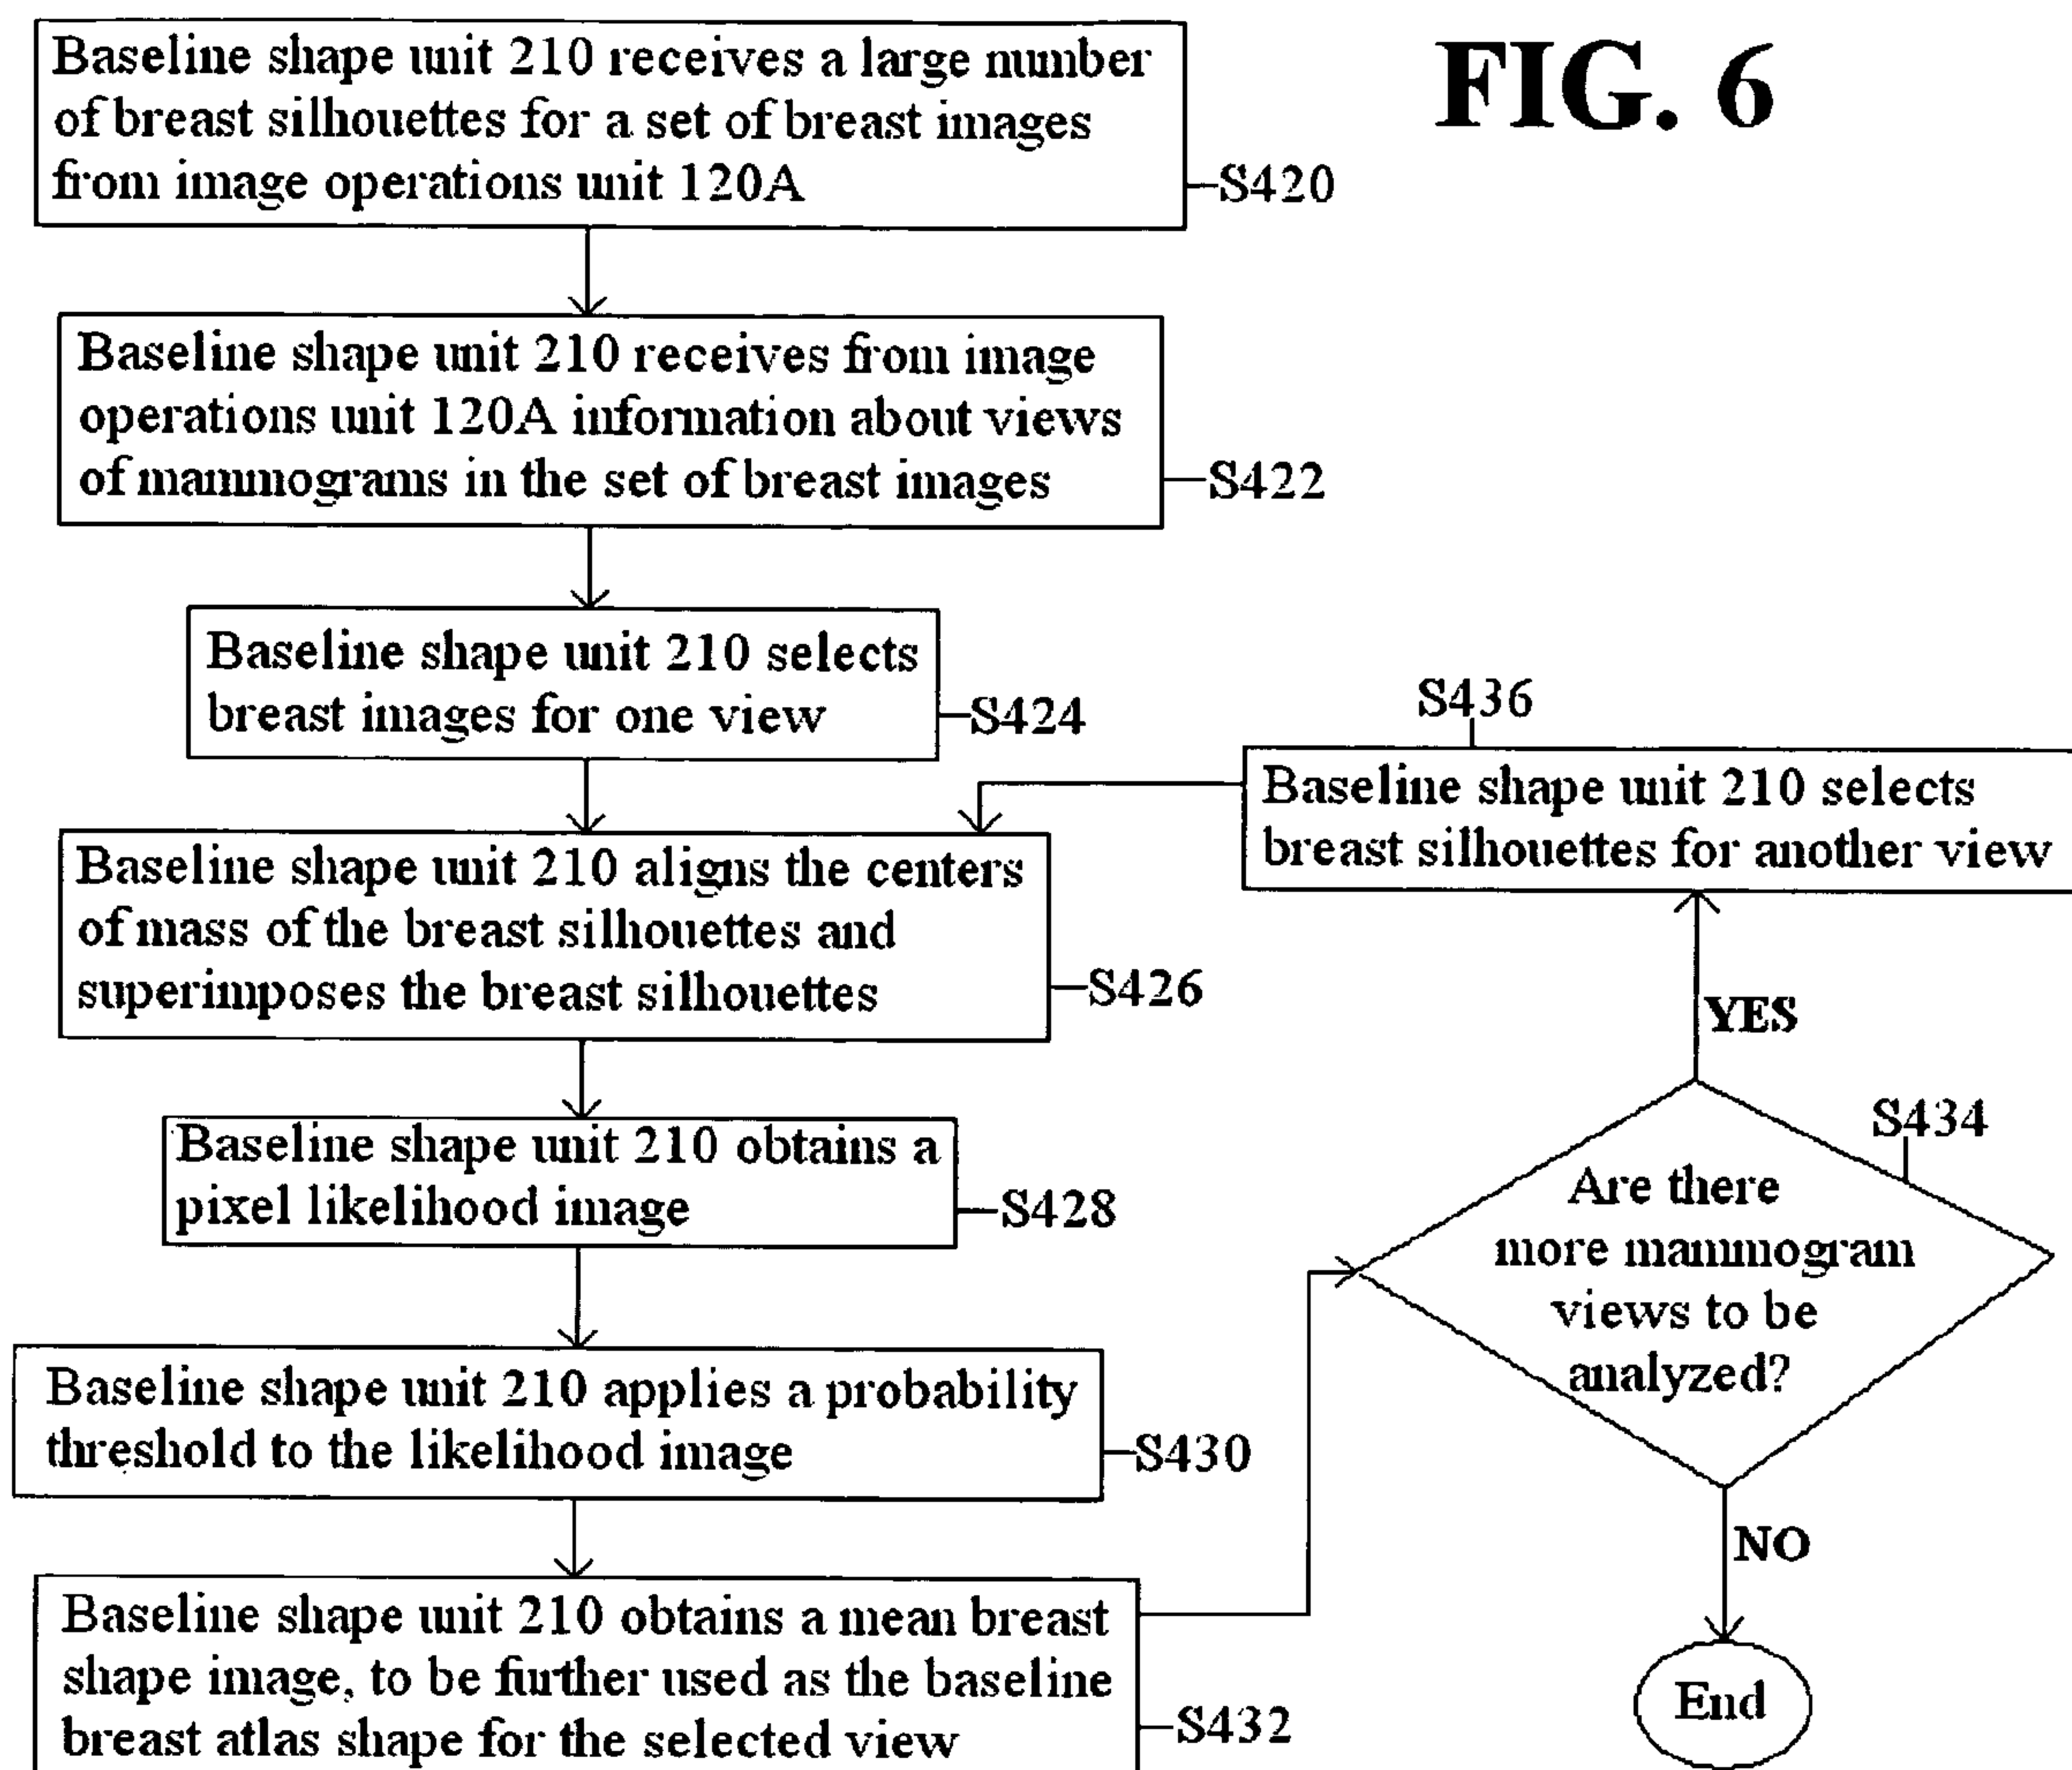 FIG. 6
Baseline shape unit 210 receives a large number
of breast silhouettes for a set of breast images
from image operations unit 120A
S420
Baseline shape unit 210 receives from image
operations unit 120A information about views
of mammograms in the set of breast images
S422
Baseline shape unit 210 selects
breast images for one view
S424
Baseline shape unit 210 aligns the centers
of mass of the breast silhouettes and
superimposes the breast silhouettes
S426
Baseline shape unit 210 obtains a
pixel likelihood image
S428
Baseline shape unit 210 applies a probability
threshold to the likelihood image
S430
Baseline shape unit 210 obtains a mean breast
shape image, to be further used as the baseline
breast atlas shape for the selected view
S432
S434
Are there
more mammogram
views to be
analyzed?
YES
S436
Baseline shape unit 210 selects
breast silhouettes for another view
NO
End